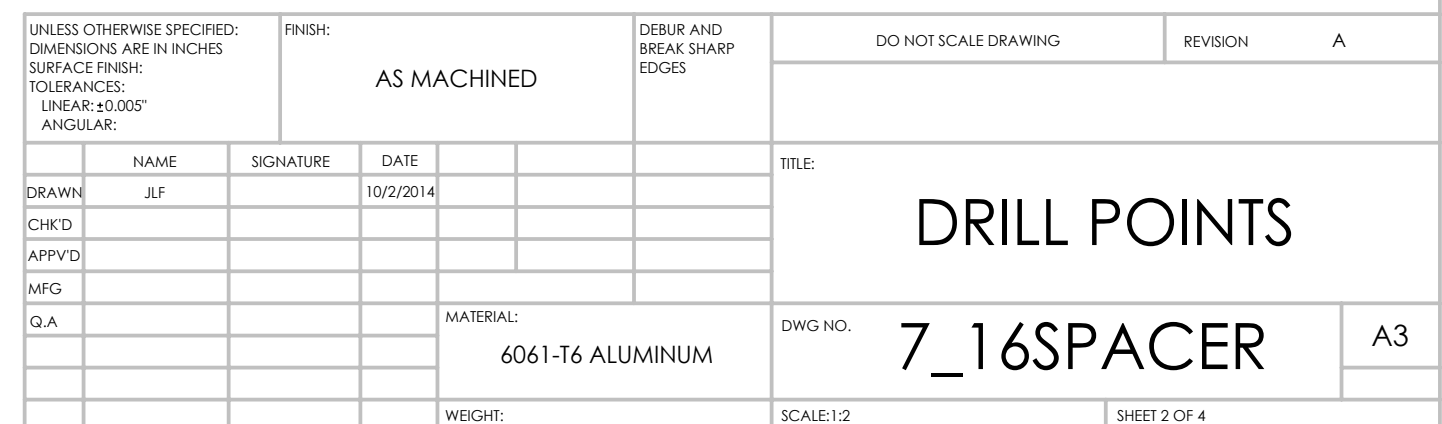 UNLESS OTHERWISE SPECIFIED:
DIMENSIONS ARE IN INCHES
SURFACE FINISH:
TOLERANCES:
LINEAR: ±0.005"
ANGULAR:
FINISH:
AS MACHINED
DEBUR AND
BREAK SHARP
EDGES
DO NOT SCALE DRAWING
REVISION A
NAME SIGNATURE DATE
DRAWN JLF 10/2/2014
CHK'D
APPV'D
MFG
Q.A
TITLE:
DRILL POINTS
MATERIAL:
6061-T6 ALUMINUM
DWG NO. 7_16SPACER
A3
WEIGHT:
SCALE:1:2
SHEET 2 OF 4